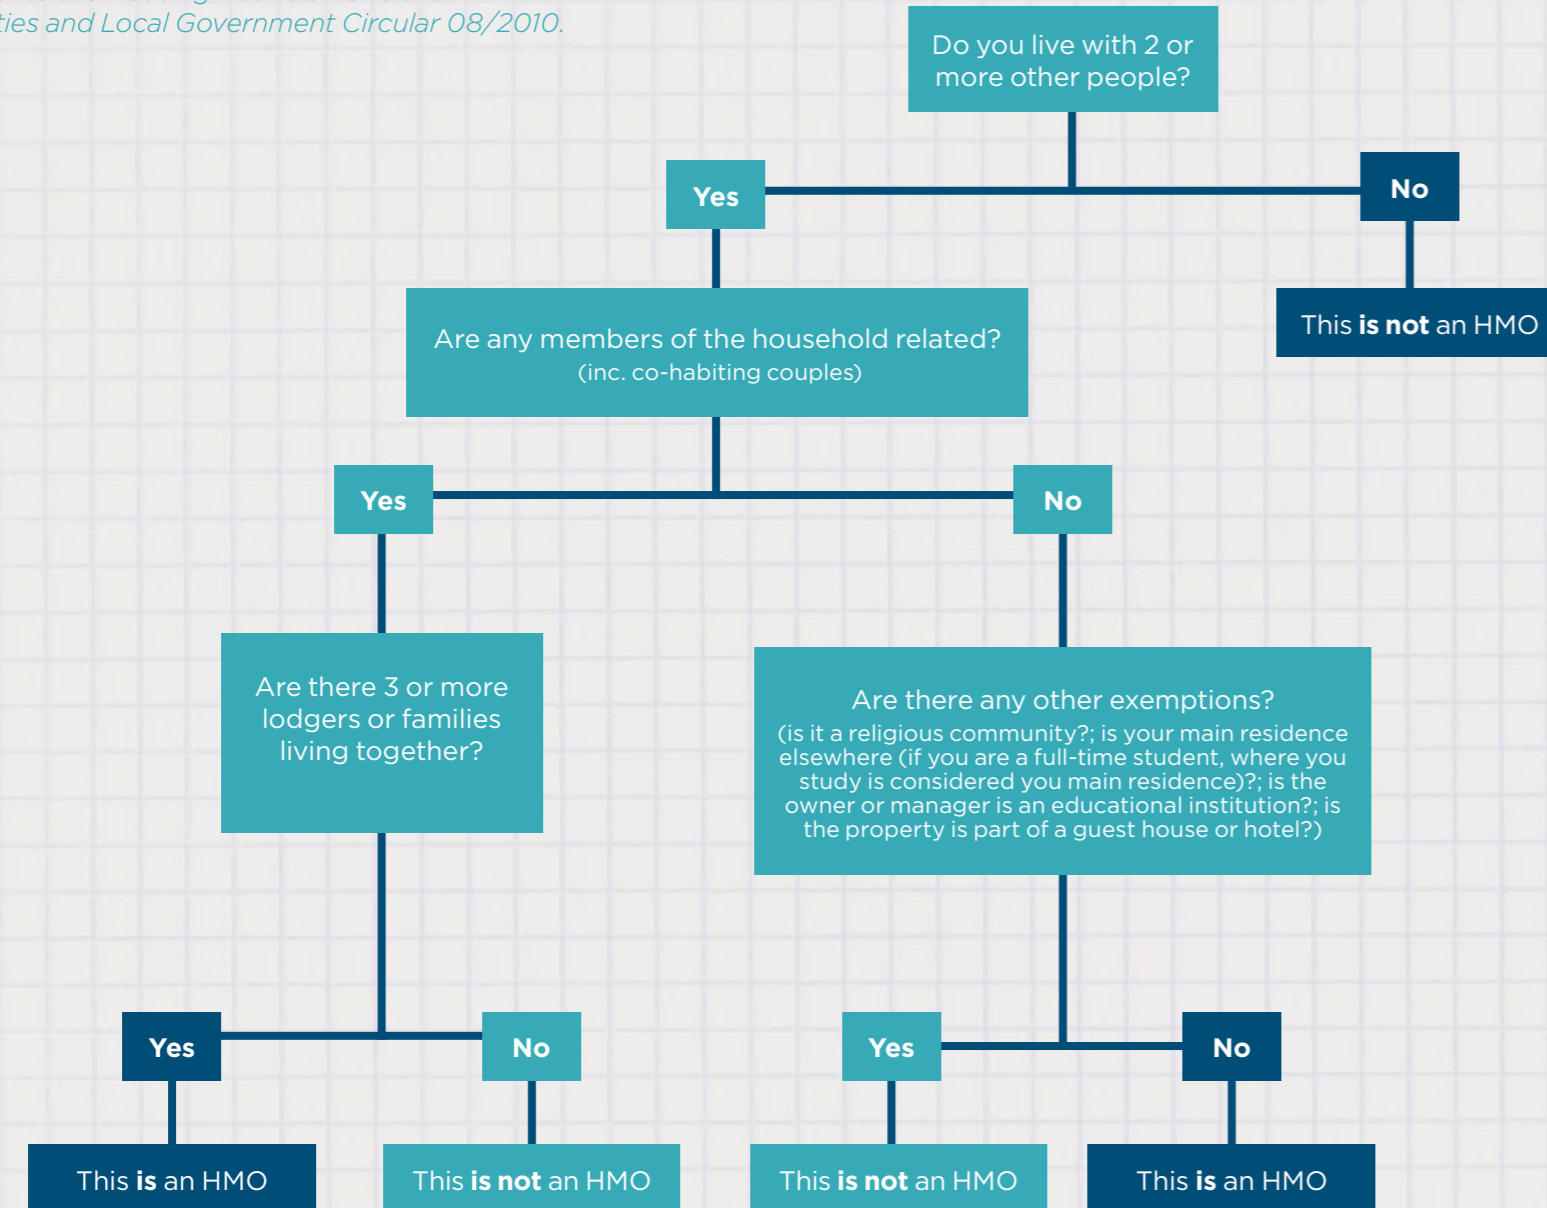 ties and Local Government Circular 08/2010.
Do you live with 2 or
more other people?
Yes
No
This is not an HMO
Are any members of the household related?
(inc. co-habiting couples)
Yes
No
Are there 3 or more
lodgers or families
living together?
Are there any other exemptions?
(is it a religious community?; is your main residence
elsewhere (if you are a full-time student, where you
study is considered you main residence)?; is the
owner or manager is an educational institution?; is
the property is part of a guest house or hotel?)
Yes
No
Yes
No
This is an HMO
This is not an HMO
This is not an HMO
This is an HMO